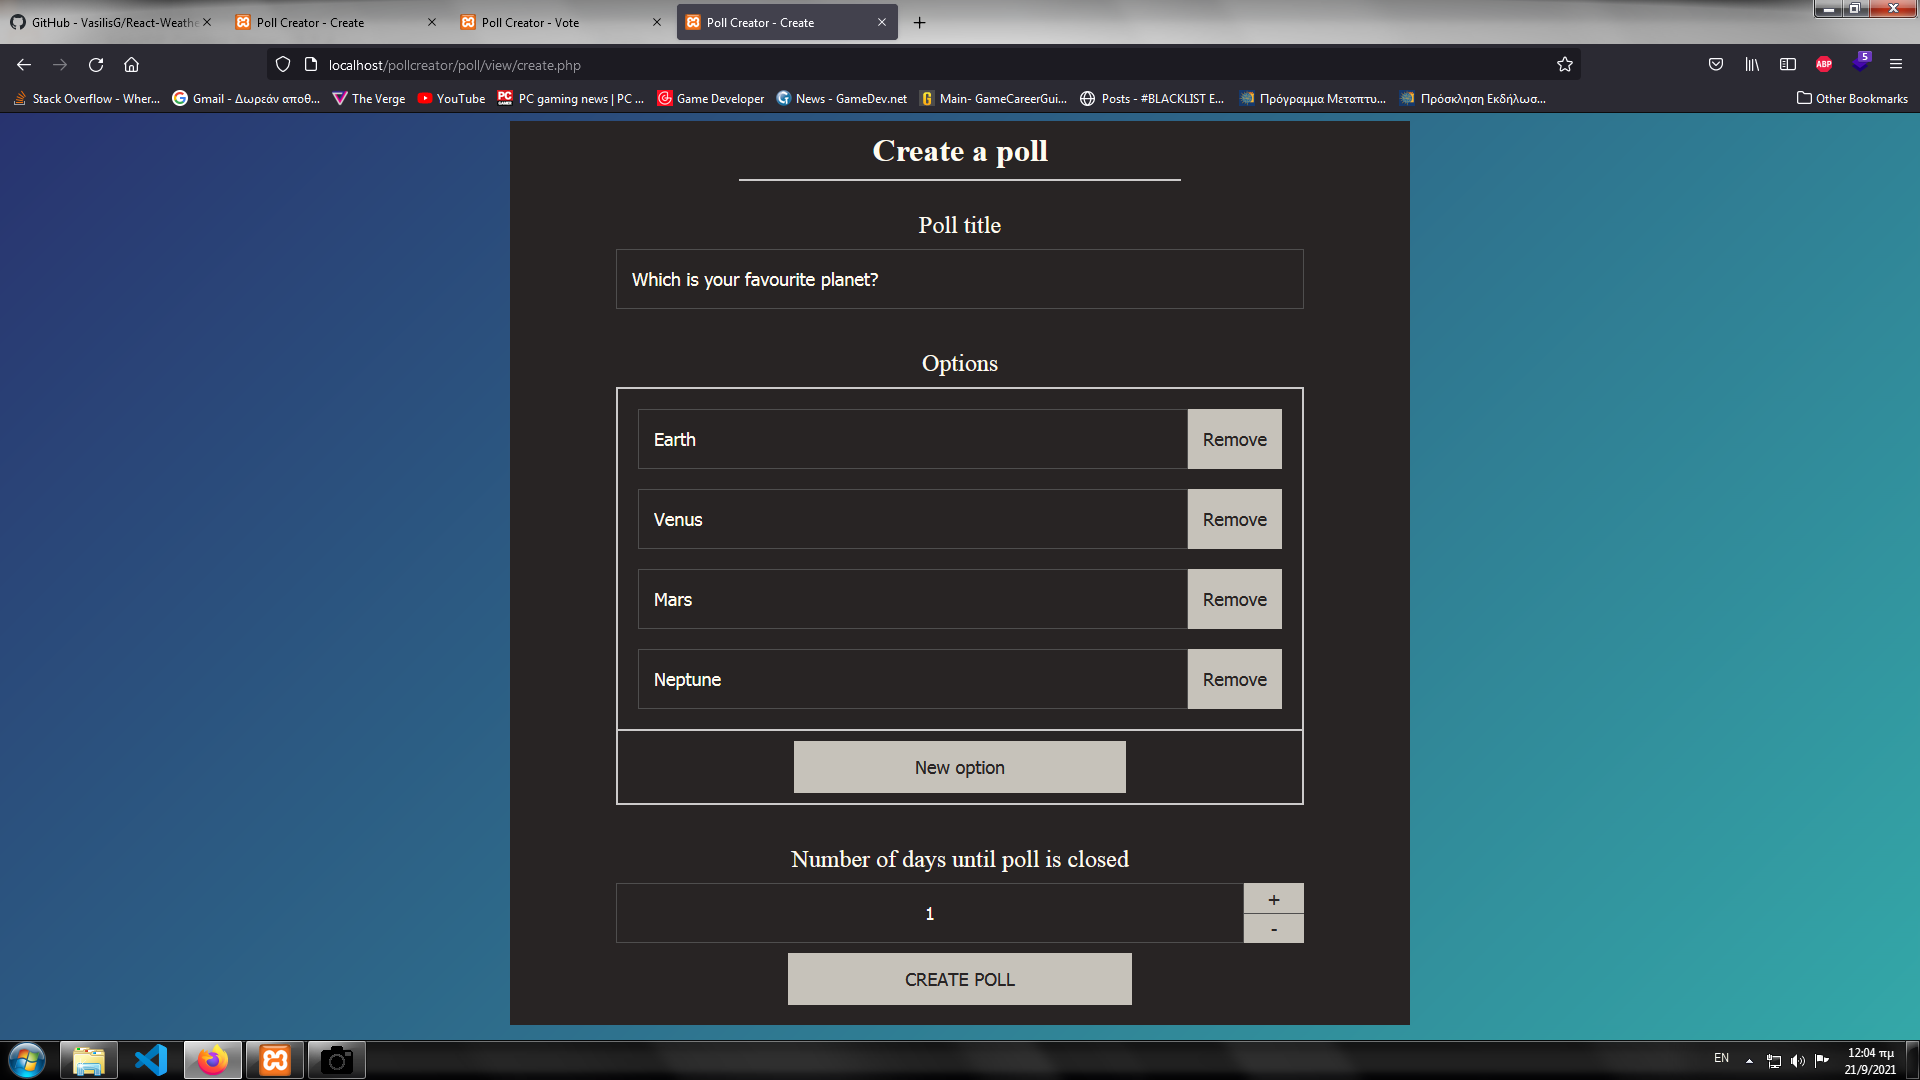 GitHub - VasilisG/React-Weathe
Poll Creator - Create
Poll Creator - Vote
Poll Creator - Create
localhost/pollcreator/poll/view/create.php
ABP
5
Stack Overflow - Wher...
Gmail - Δωρεάν αποθ...
The Verge
YouTube
PC gaming news | PC ...
Game Developer
News - GameDev.net
Main- GameCareerGui...
Posts - #BLACKLIST E...
Πρόγραμμα Μεταπτυ...
Πρόσκληση Εκδήλωσ...
Other Bookmarks
Create a poll
Poll title
Which is your favourite planet?
Options
Earth
Remove
Venus
Remove
Mars
Remove
Neptune
Remove
New option
Number of days until poll is closed
1
+
-
CREATE POLL
EN
12:04 πμ
21/9/2021